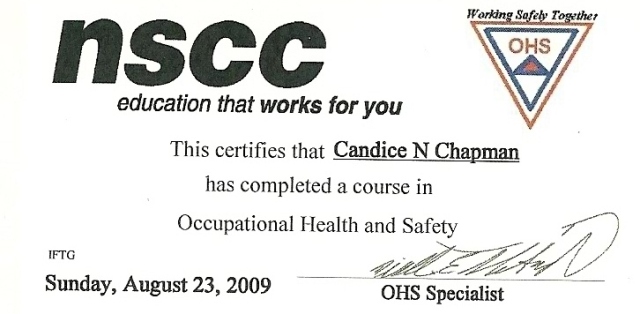 nscc
education that works for you
Working Safely Together
OHS
This certifies that Candice N Chapman
has completed a course in
Occupational Health and Safety
IFTG
Sunday, August 23, 2009
OHS Specialist